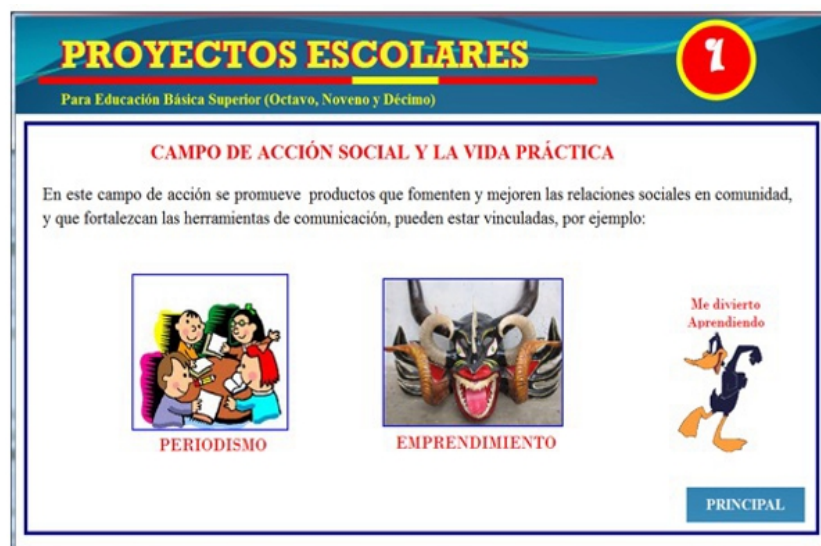 PROYECTOS ESCOLARES
1
Para Educación Básica Superior (Octavo, Noveno y Décimo)
CAMPO DE ACCIÓN SOCIAL Y LA VIDA PRÁCTICA
En este campo de acción se promueve productos que fomenten y mejoren las relaciones sociales en comunidad,
y que fortalezcan las herramientas de comunicación, pueden estar vinculadas, por ejemplo:
Me divierto
Aprendiendo
PERIODISMO
EMPRENDIMIENTO
PRINCIPAL